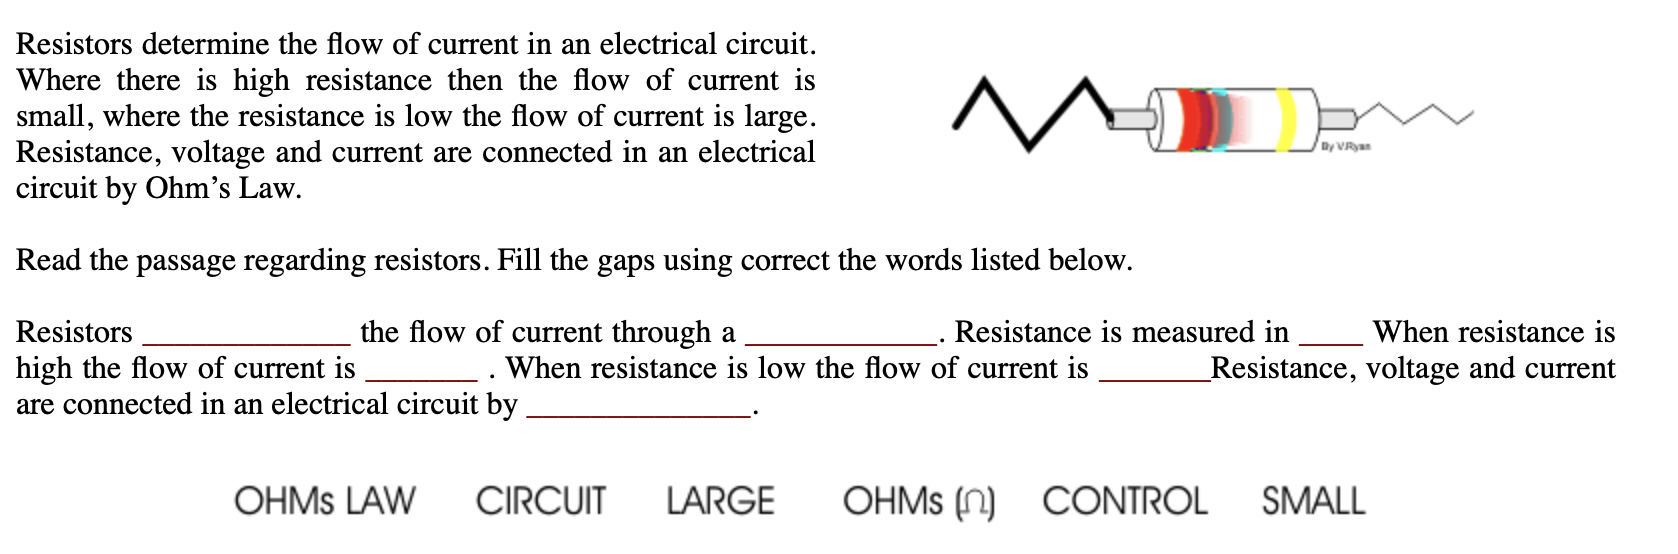 Resistors determine the flow of current in an electrical circuit.
Where there is high resistance then the flow of current is
small, where the resistance is low the flow of current is large.
Resistance, voltage and current are connected in an electrical
circuit by Ohm’s Law.
By V.Ryan
Read the passage regarding resistors. Fill the gaps using correct the words listed below.
Resistors _____________ the flow of current through a ____________. Resistance is measured in ____ When resistance is
high the flow of current is _______ . When resistance is low the flow of current is _______Resistance, voltage and current
are connected in an electrical circuit by ______________.
OHMs LAW CIRCUIT LARGE OHMs (Ω) CONTROL SMALL